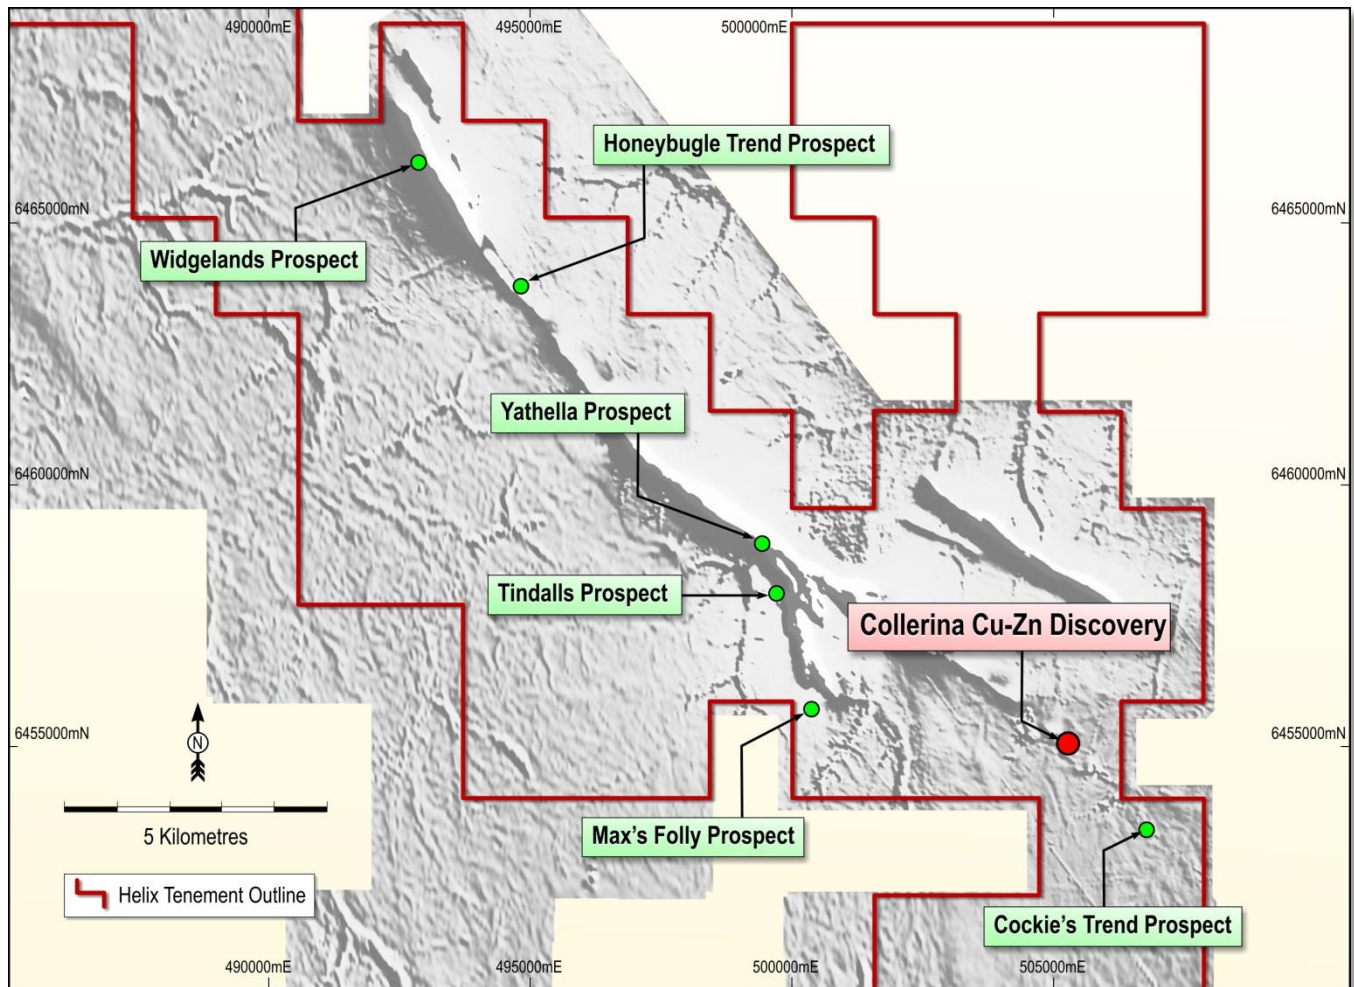 490000mE
495000mE
500000mE
Honeybugle Trend Prospect
6465000mN
6465000mN
Widgelands Prospect
Yathella Prospect
6460000mN
6460000mN
Tindalls Prospect
Collerina Cu-Zn Discovery
N
6455000mN
6455000mN
5 Kilometres
Max's Folly Prospect
Helix Tenement Outline
Cockie's Trend Prospect
490000mE
495000mE
500000mE
505000mE